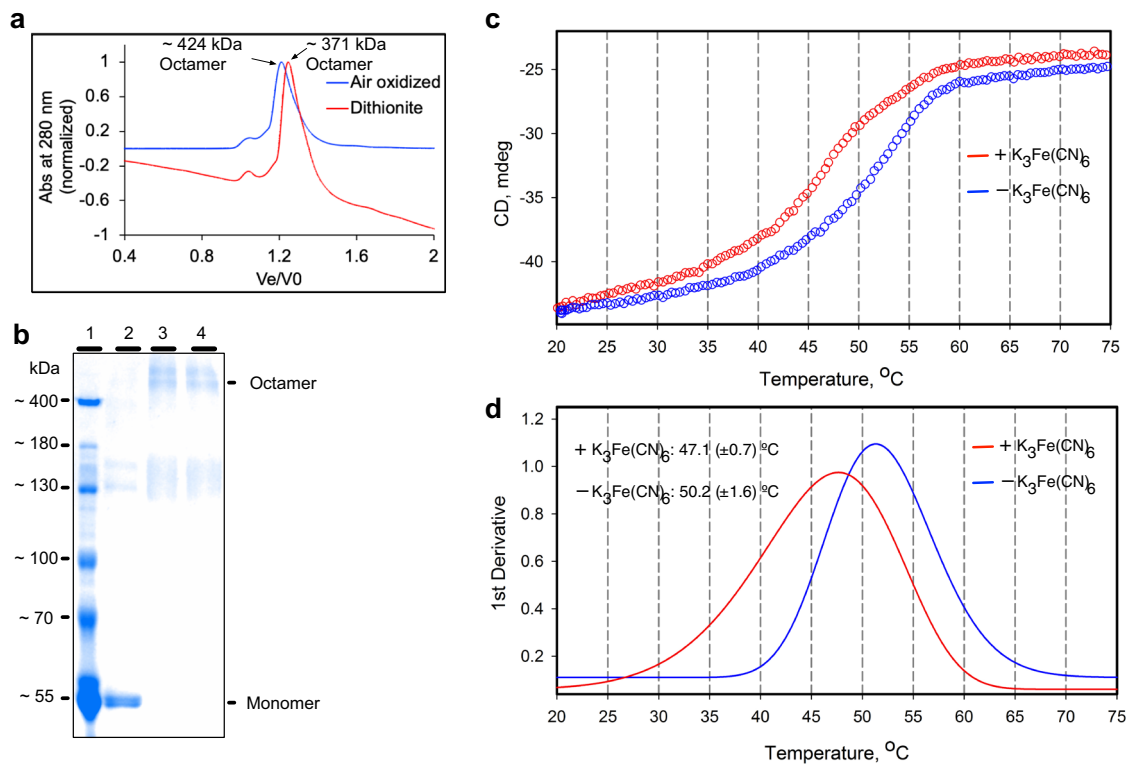 a
~ 424 kDa
Octamer
~ 371 kDa
Octamer
Air oxidized
Dithionite
Abs at 280 nm
(normalized)
1
0.6
0.2
-0.2
-0.6
-1
0.4
0.8
1.2
1.6
2
Ve/V0
b
1 2 3 4
kDa
~ 400
~ 180
~ 130
~ 100
~ 70
~ 55
Octamer
Monomer
c
CD, mdeg
-25
-30
-35
-40
+ K3Fe(CN)6
− K3Fe(CN)6
20 25 30 35 40 45 50 55 60 65 70 75
Temperature, ºC
d
1st Derivative
1.2
1.0
0.8
0.6
0.4
0.2
+ K3Fe(CN)6: 47.1 (±0.7) ºC
− K3Fe(CN)6: 50.2 (±1.6) ºC
+ K3Fe(CN)6
− K3Fe(CN)6
20 25 30 35 40 45 50 55 60 65 70 75
Temperature, ºC